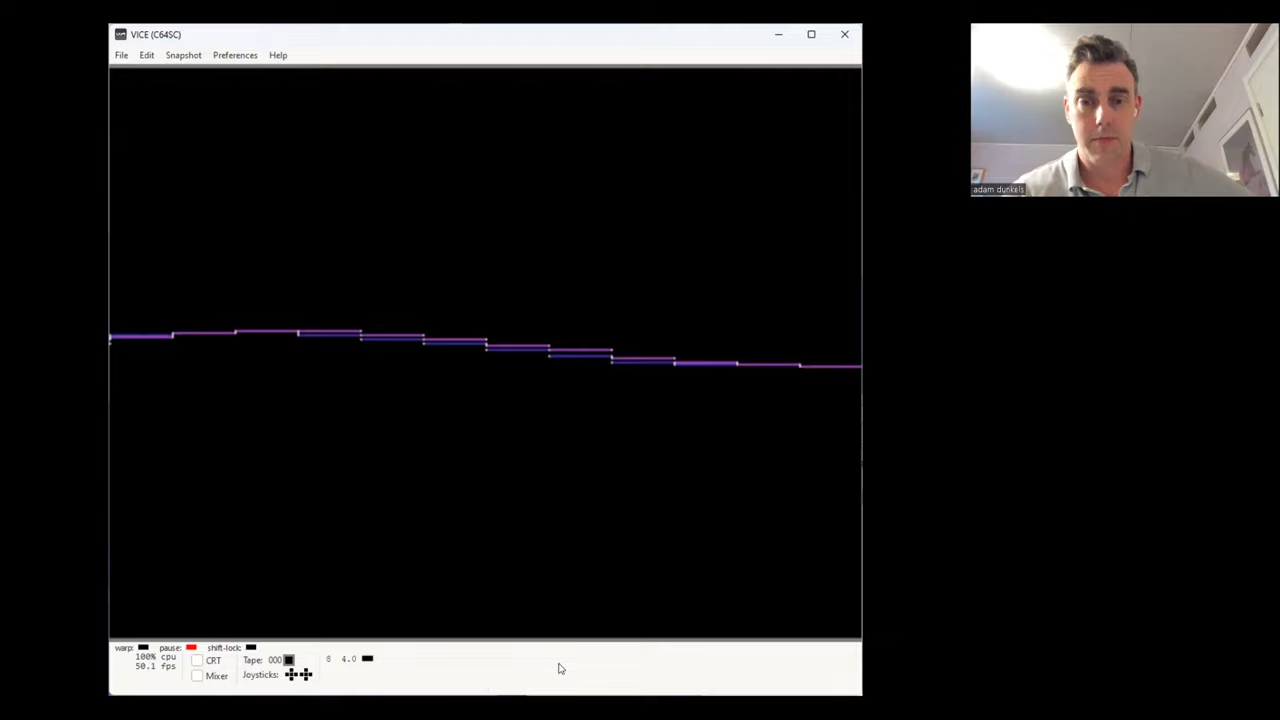 VICE (C64SC)
File Edit Snapshot Preferences Help
adam dunkels
warp: pause: shift-lock:
100% cpu
50.1 fps
CRT
Mixer
Tape: 000
Joysticks:
8 4.0